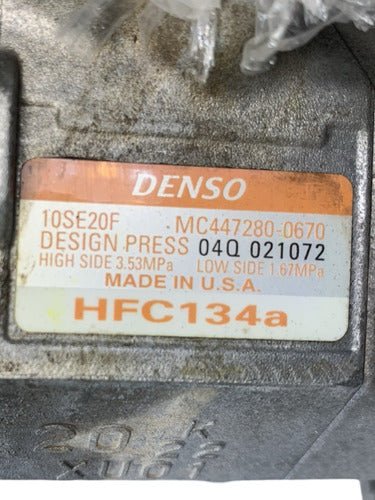 DENSO
10SE20F MC447280-0670
DESIGN PRESS 04Q 021072
HIGH SIDE 3.53MPa LOW SIDE 1.67MPa
MADE IN U.S.A.
HFC134a
XU01